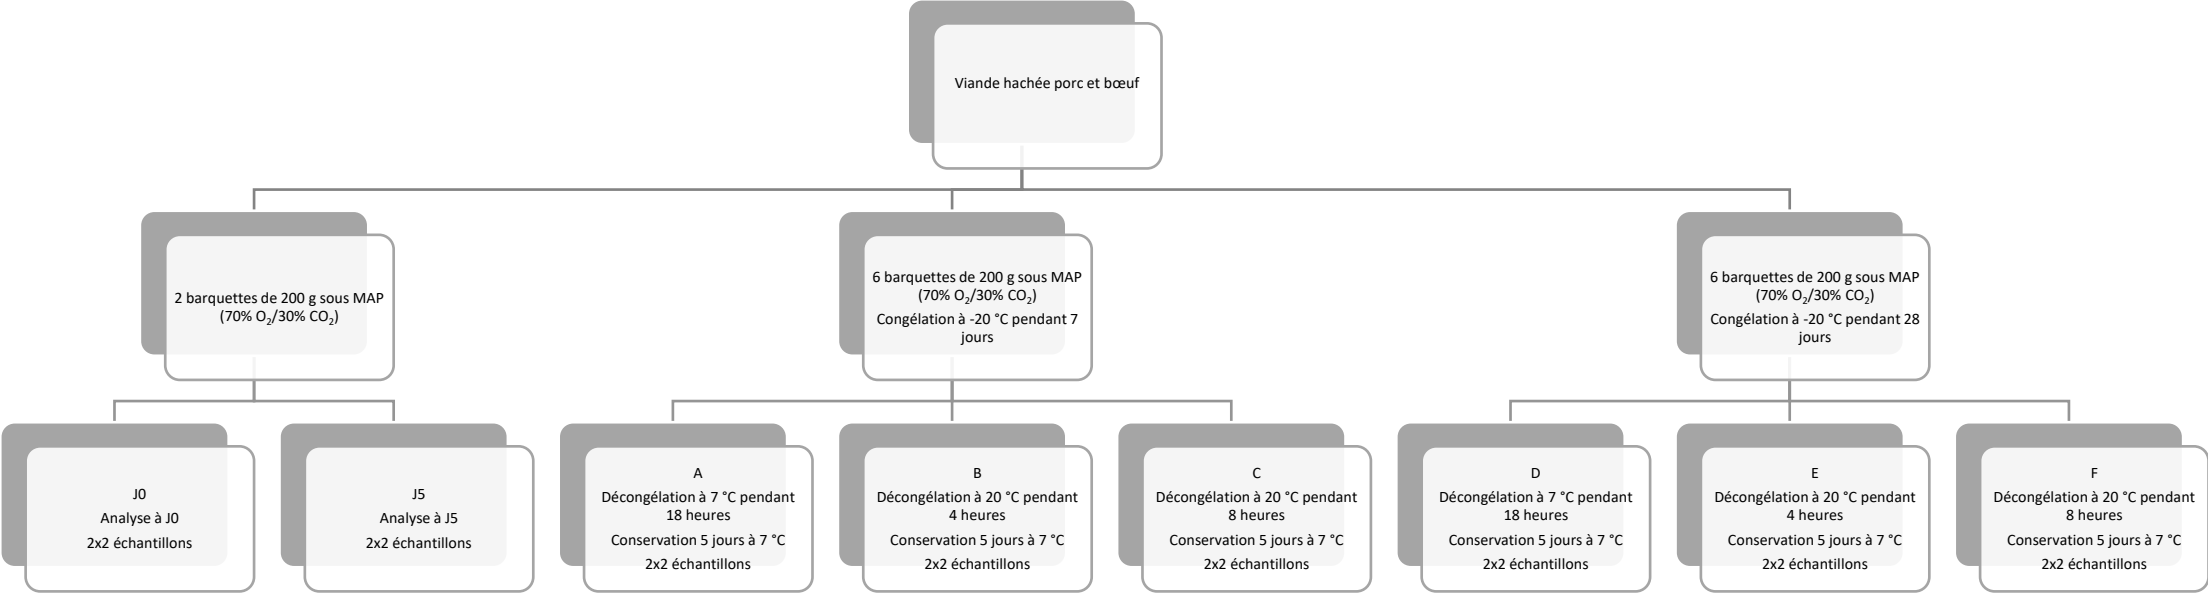 Viande hachée porc et bœuf
2 barquettes de 200 g sous MAP
(70% O₂/30% CO₂)
6 barquettes de 200 g sous MAP
(70% O₂/30% CO₂)
Congélation à -20 °C pendant 7
jours
6 barquettes de 200 g sous MAP
(70% O₂/30% CO₂)
Congélation à -20 °C pendant 28
jours
J0
Analyse à J0
2x2 échantillons
J5
Analyse à J5
2x2 échantillons
A
Décongélation à 7 °C pendant
18 heures
Conservation 5 jours à 7 °C
2x2 échantillons
B
Décongélation à 20 °C pendant
4 heures
Conservation 5 jours à 7 °C
2x2 échantillons
C
Décongélation à 20 °C pendant
8 heures
Conservation 5 jours à 7 °C
2x2 échantillons
D
Décongélation à 7 °C pendant
18 heures
Conservation 5 jours à 7 °C
2x2 échantillons
E
Décongélation à 20 °C pendant
4 heures
Conservation 5 jours à 7 °C
2x2 échantillons
F
Décongélation à 20 °C pendant
8 heures
Conservation 5 jours à 7 °C
2x2 échantillons